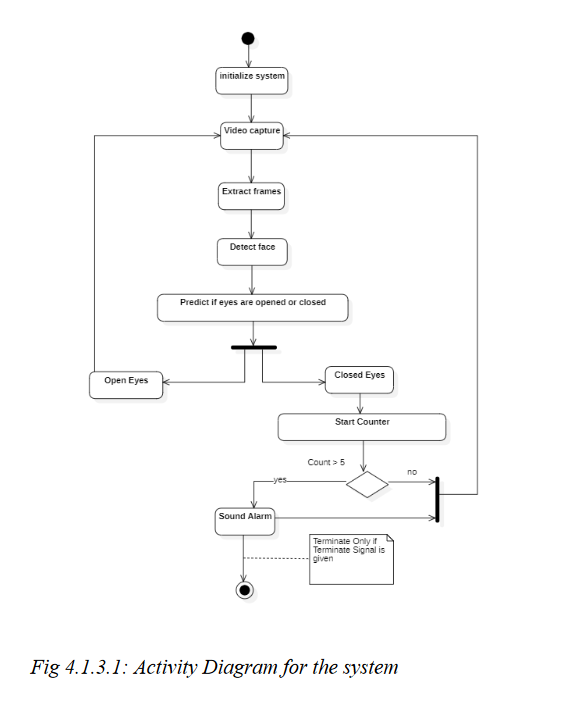 initialize system
Video capture
Extract frames
Detect face
Predict if eyes are opened or closed
Open Eyes
Closed Eyes
Start Counter
Count > 5
no
yes
Sound Alarm
Terminate Only if
Terminate Signal is
given
Fig 4.1.3.1: Activity Diagram for the system